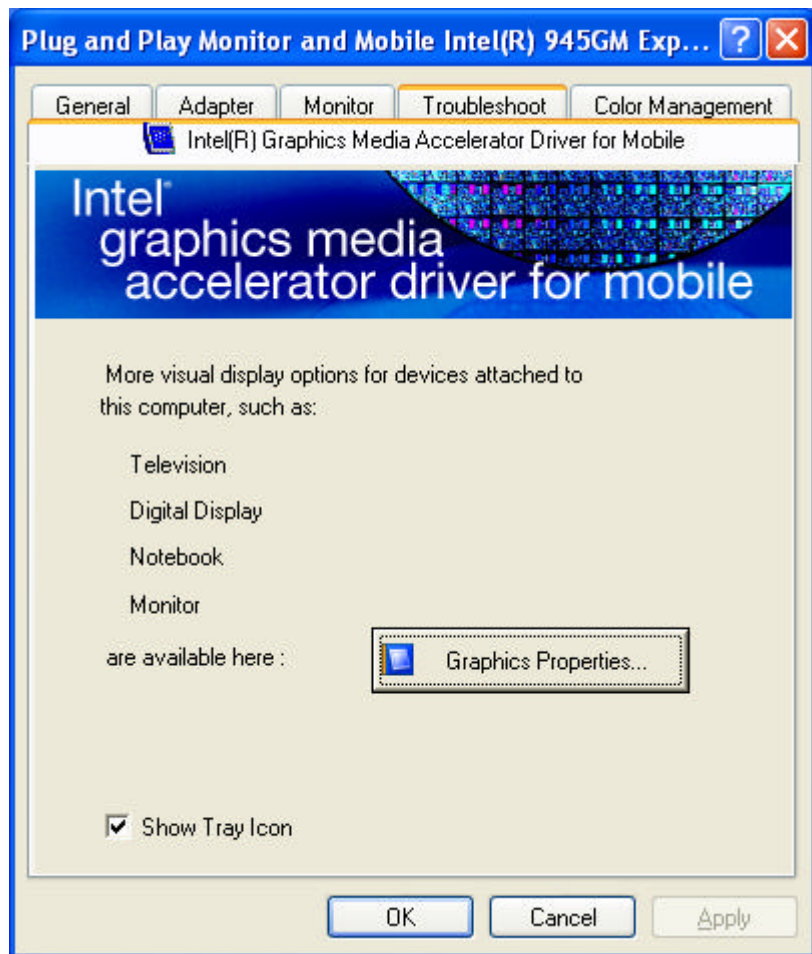 Plug and Play Monitor and Mobile Intel(R) 945GM Exp...
General Adapter Monitor Troubleshoot Color Management
Intel(R) Graphics Media Accelerator Driver for Mobile
Intel®
graphics media
accelerator driver for mobile
More visual display options for devices attached to
this computer, such as:
Television
Digital Display
Notebook
Monitor
are available here : Graphics Properties...
Show Tray Icon
OK Cancel Apply